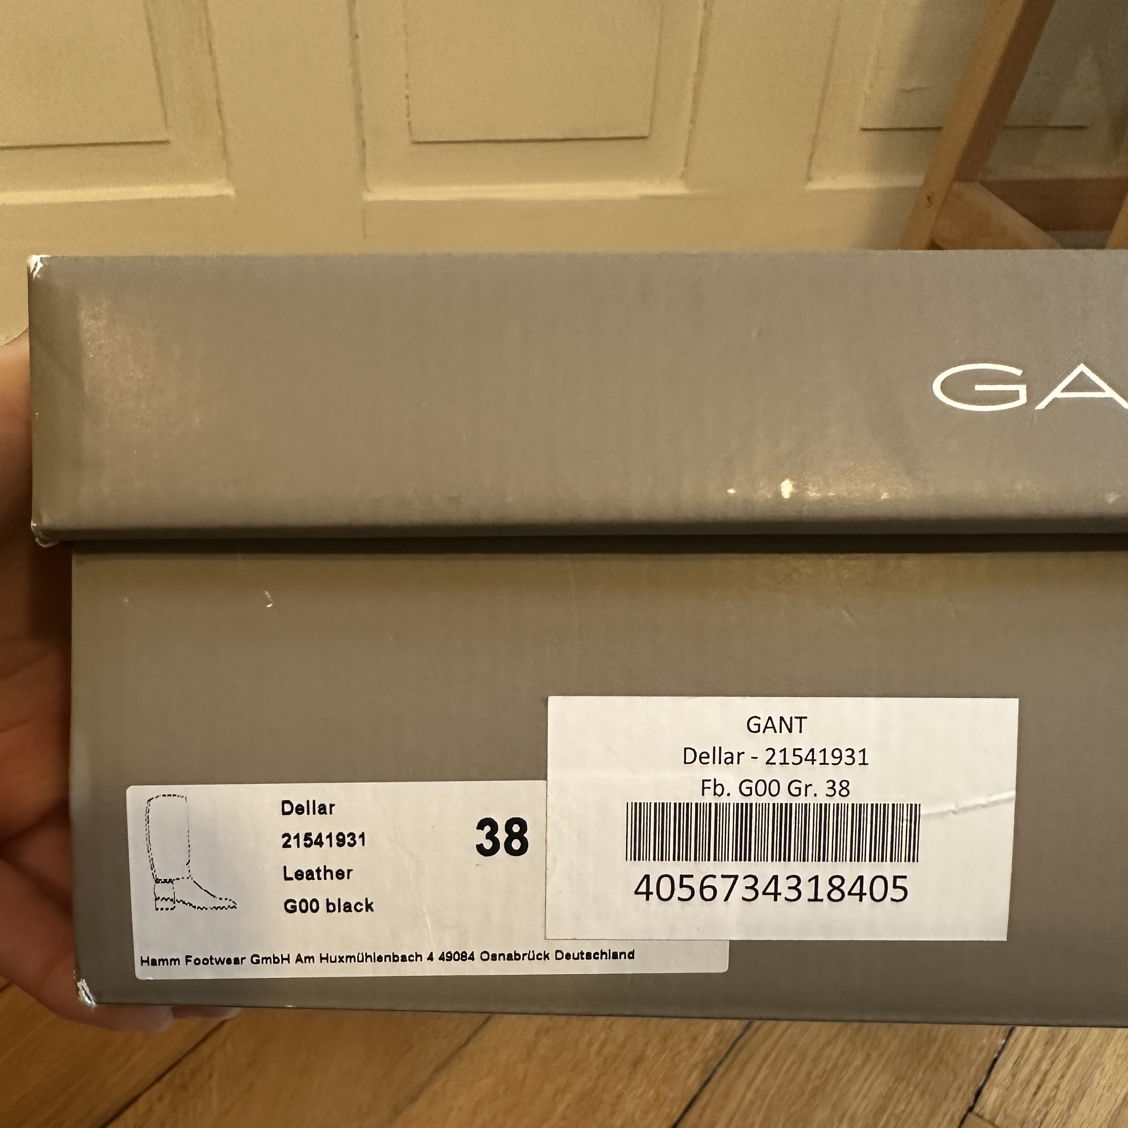 GA
GANT
Dellar - 21541931
Fb. G00 Gr. 38
4056734318405
Dellar
21541931
38
Leather
G00 black
Hamm Footwear GmbH Am Huxmühlenbach 4 49084 Osnabrück Deutschland